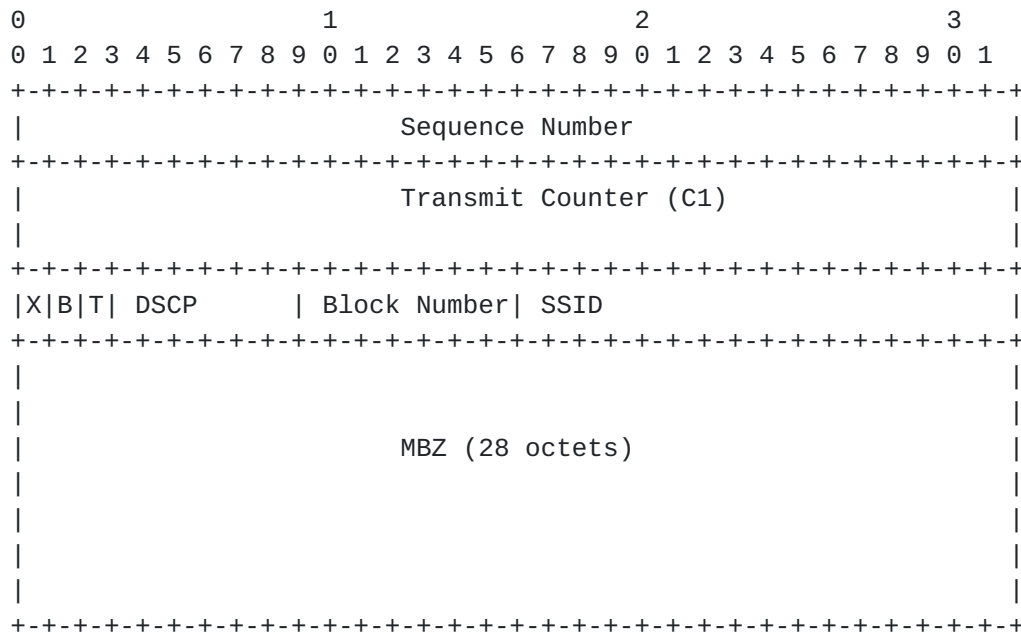 0                   1                   2                   3
0 1 2 3 4 5 6 7 8 9 0 1 2 3 4 5 6 7 8 9 0 1 2 3 4 5 6 7 8 9 0 1
+-+-+-+-+-+-+-+-+-+-+-+-+-+-+-+-+-+-+-+-+-+-+-+-+-+-+-+-+-+-+-+-+
|                        Sequence Number                        |
+-+-+-+-+-+-+-+-+-+-+-+-+-+-+-+-+-+-+-+-+-+-+-+-+-+-+-+-+-+-+-+-+
|                        Transmit Counter (C1)                  |
|                                                               |
+-+-+-+-+-+-+-+-+-+-+-+-+-+-+-+-+-+-+-+-+-+-+-+-+-+-+-+-+-+-+-+-+
|X|B|T| DSCP      | Block Number| SSID                          |
+-+-+-+-+-+-+-+-+-+-+-+-+-+-+-+-+-+-+-+-+-+-+-+-+-+-+-+-+-+-+-+-+
|                                                               |
|                                                               |
|                        MBZ (28 octets)                        |
|                                                               |
|                                                               |
|                                                               |
|                                                               |
+-+-+-+-+-+-+-+-+-+-+-+-+-+-+-+-+-+-+-+-+-+-+-+-+-+-+-+-+-+-+-+-+